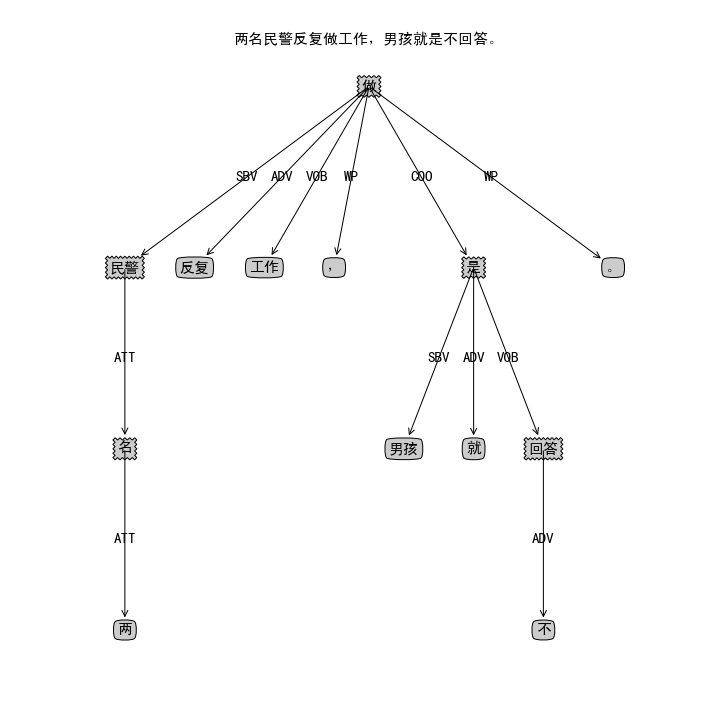 两名民警反复做工作，男孩就是不回答。
做
SBV ADV VOB WP COO WP
民警 反复 工作 ， 是 。
ATT SBV ADV VOB
名 男孩 就 回答
ATT ADV
两 不